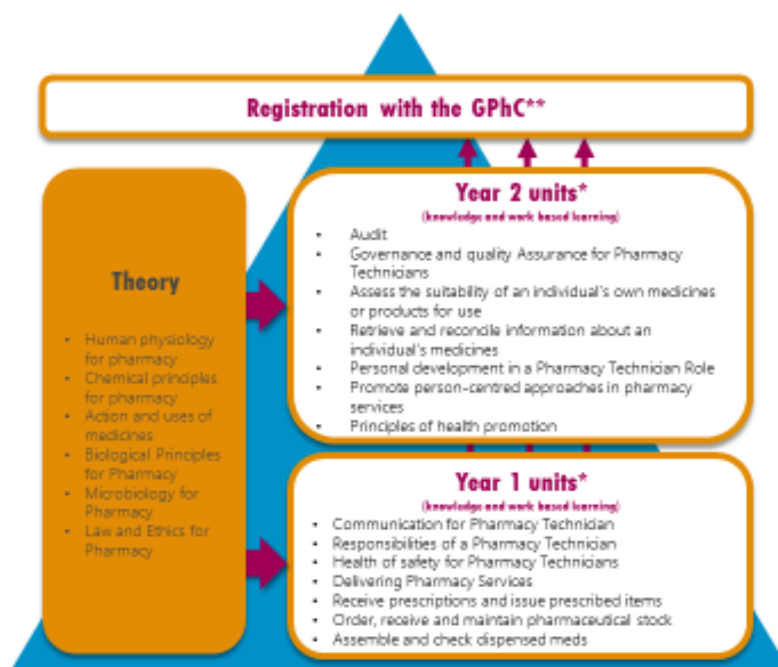 Registration with the GPhC**
Theory
• Human physiology
for pharmacy
• Chemical principles
for pharmacy
• Action and uses of
medicines
• Biological Principles
for Pharmacy
• Microbiology for
Pharmacy
• Law and Ethics for
Pharmacy
Year 2 units*
(knowledge and work based learning)
• Audit
• Governance and quality Assurance for Pharmacy
Technicians
• Assess the suitability of an individual's own medicines
or products for use
• Retrieve and reconcile information about an
individual's medicines
• Personal development in a Pharmacy Technician Role
• Promote person-centred approaches in pharmacy
services
• Principles of health promotion
Year 1 units*
(knowledge and work based learning)
• Communication for Pharmacy Technician
• Responsibilities of a Pharmacy Technician
• Health of safety for Pharmacy Technicians
• Delivering Pharmacy Services
• Receive prescriptions and issue prescribed items
• Order, receive and maintain pharmaceutical stock
• Assemble and check dispensed meds